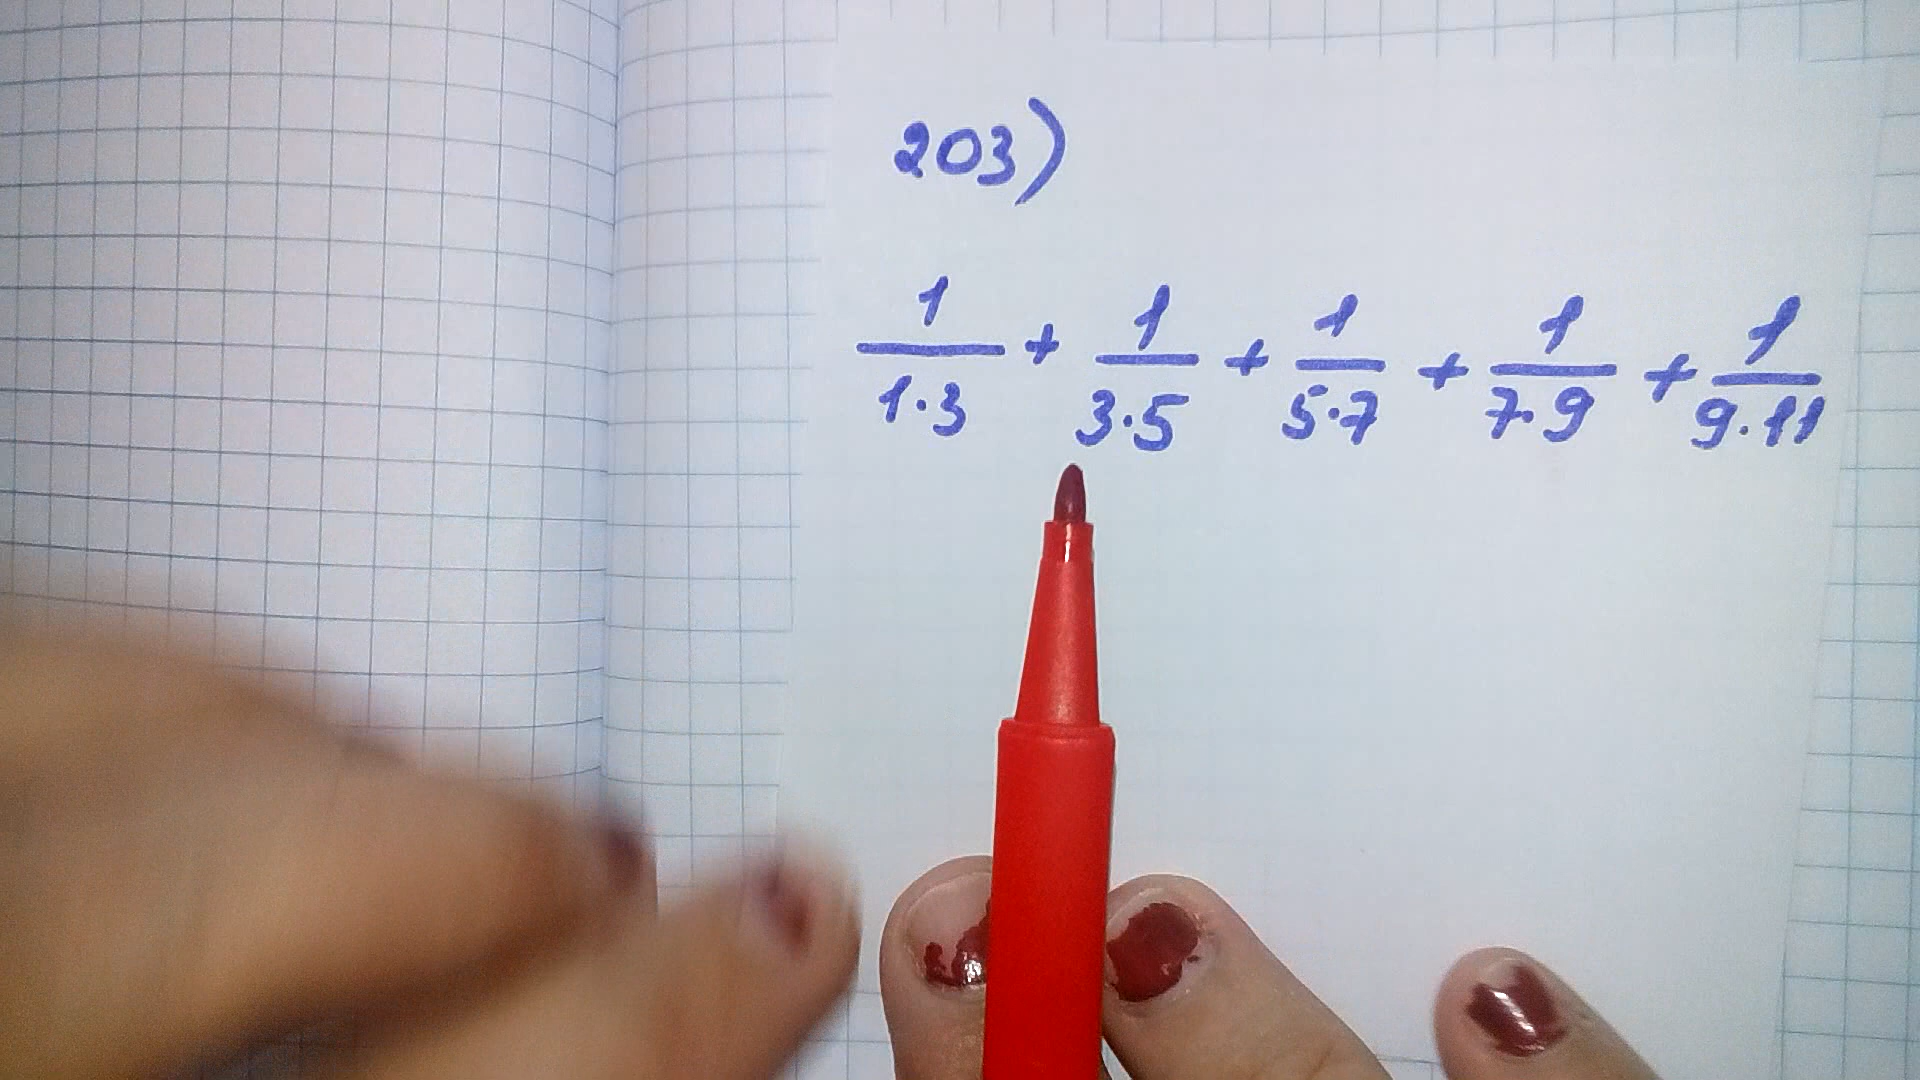 203)
1/1·3 + 1/3·5 + 1/5·7 + 1/7·9 + 1/9·11